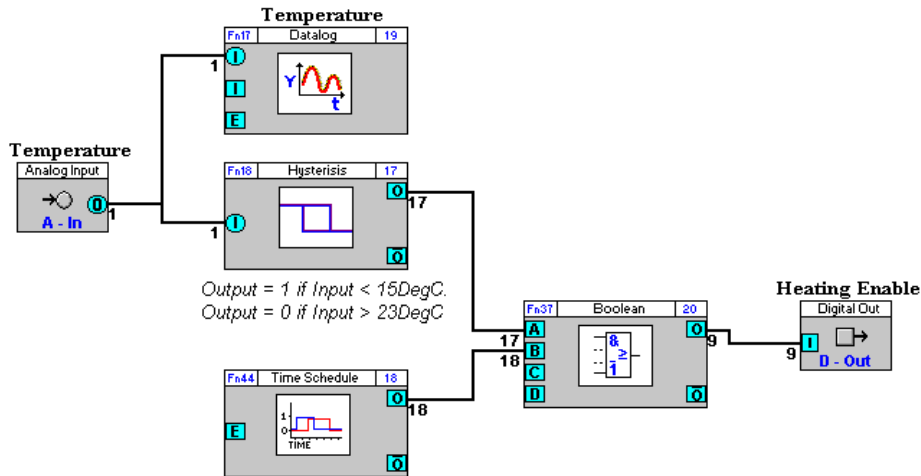 Temperature
Fn17 Datalog 19
1 I
Y
t
I
E
Temperature
Analog Input
O
A - In
1
Fn18 Hysterisis 17
O
17
1 I
O
Output = 1 if Input < 15DegC.
Output = 0 if Input > 23DegC
Fn44 Time Schedule 18
O
18
1
0
TIME
E
O
Fn37 Boolean 20
17 A
18 B
C
D
&
≥
1
O
9
O
Heating Enable
Digital Out
9 I
D - Out